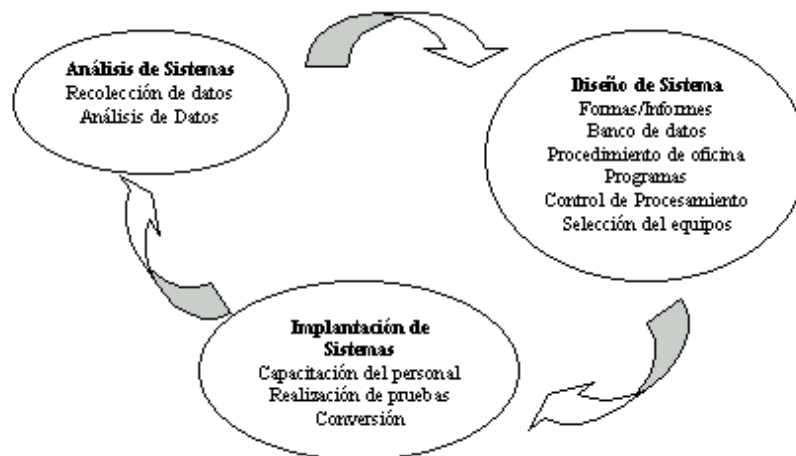 Análisis de Sistemas
Recolección de datos
Análisis de Datos
Diseño de Sistema
Formas/Informes
Banco de datos
Procedimiento de oficina
Programas
Control de Procesamiento
Selección del equipos
Implantación de
Sistemas
Capacitación del personal
Realización de pruebas
Conversión